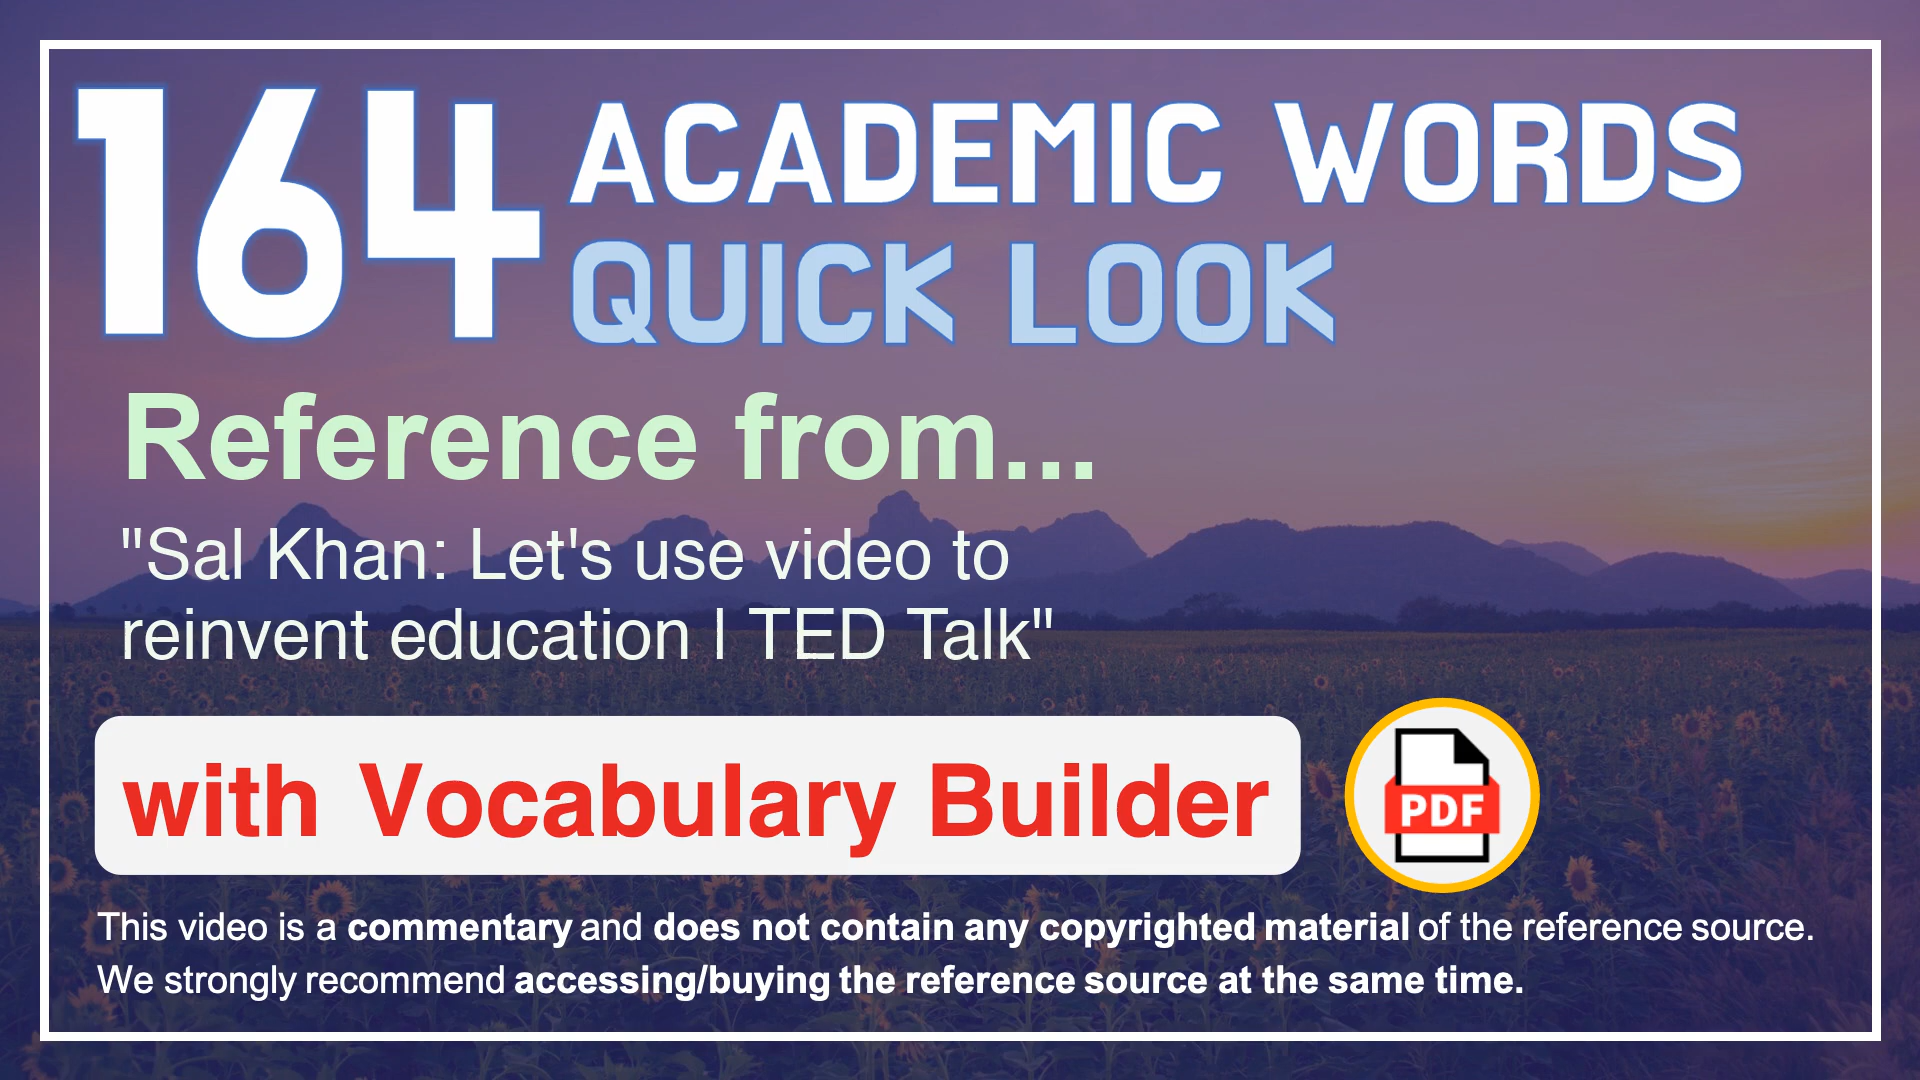 164 ACADEMIC WORDS
QUICK LOOK
Reference from...
"Sal Khan: Let's use video to
reinvent education | TED Talk"
with Vocabulary Builder
PDF
This video is a commentary and does not contain any copyrighted material of the reference source.
We strongly recommend accessing/buying the reference source at the same time.